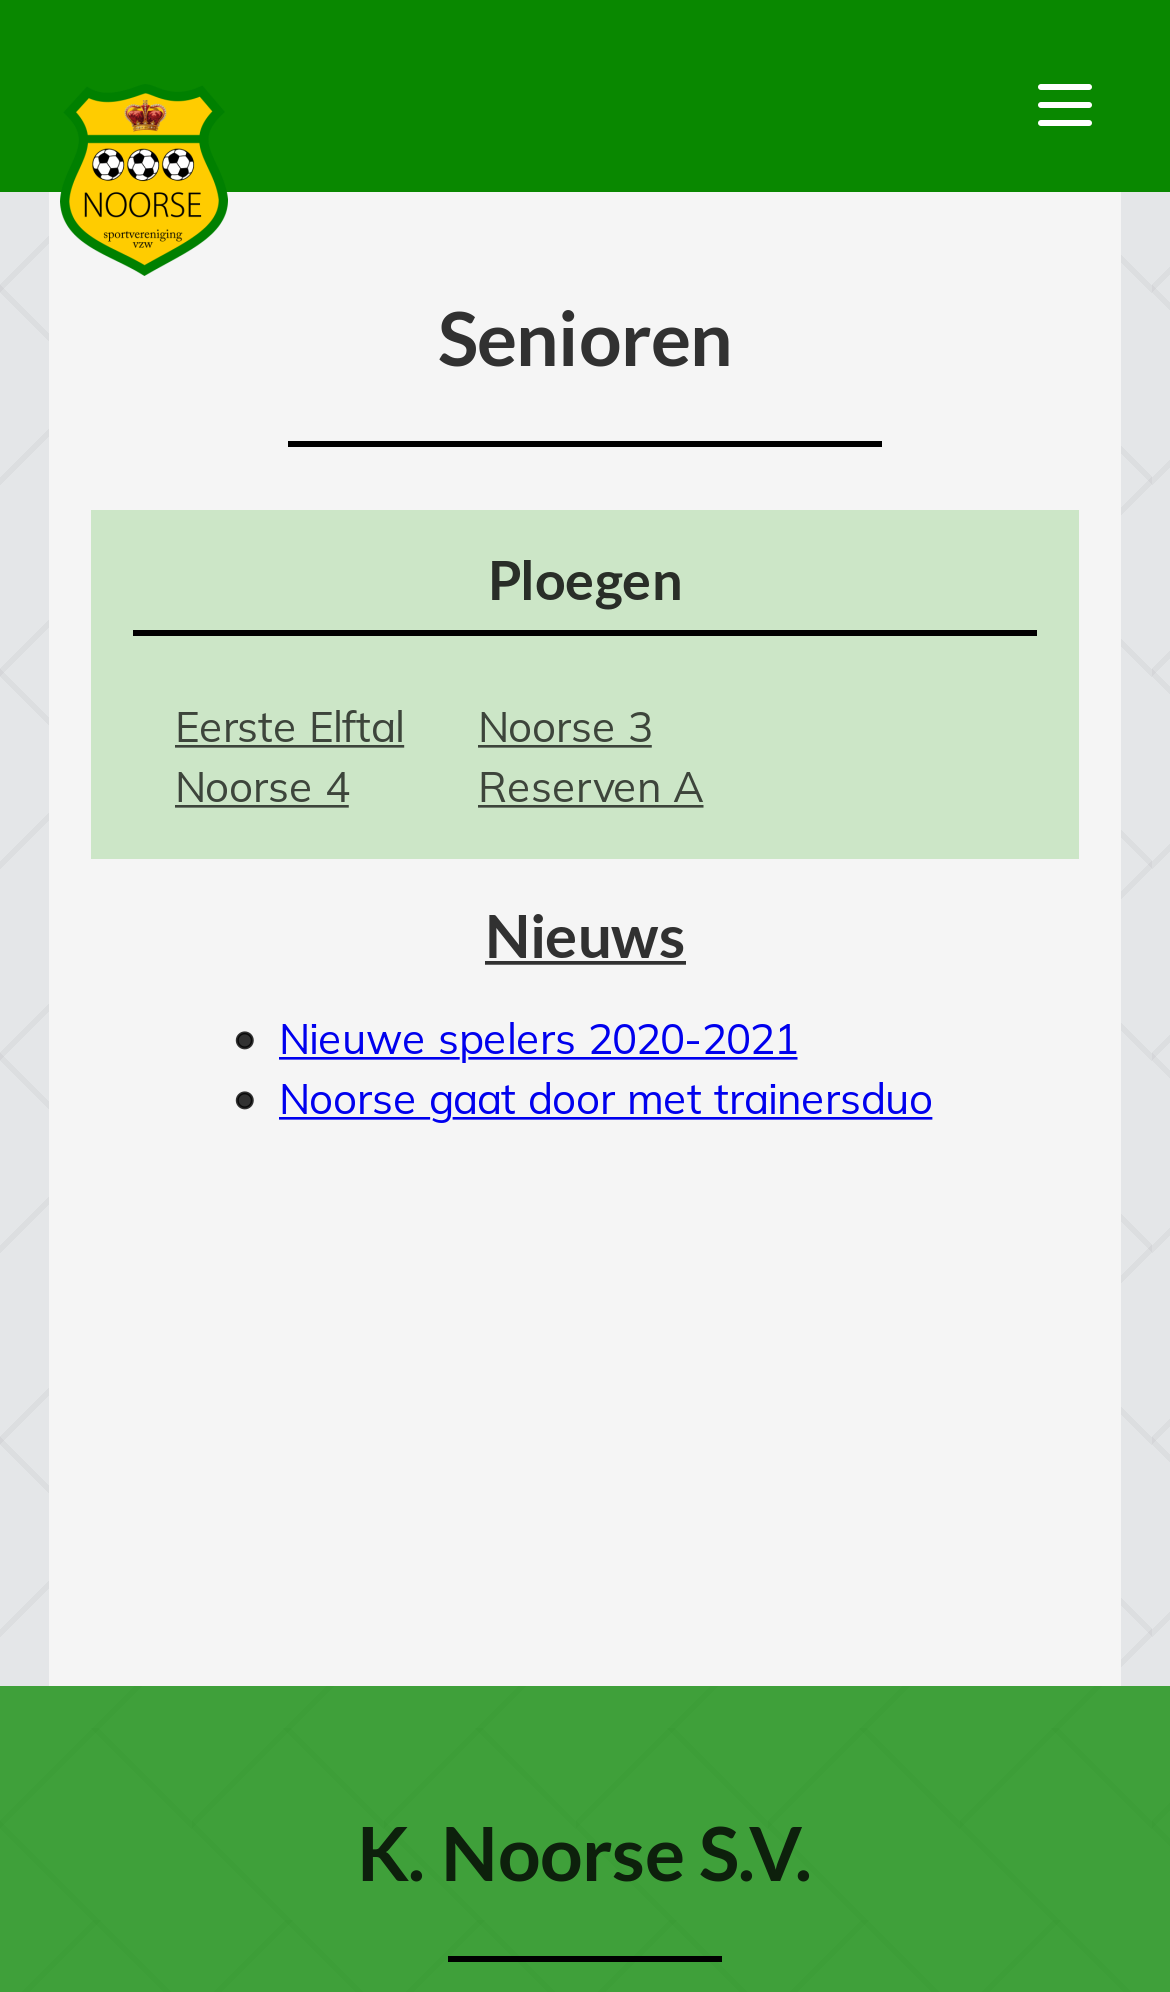 NOORSE
sportvereniging
vzw
Senioren
Ploegen
Eerste Elftal Noorse 3
Noorse 4 Reserven A
Nieuws
Nieuwe spelers 2020-2021
Noorse gaat door met trainersduo
K. Noorse S.V.